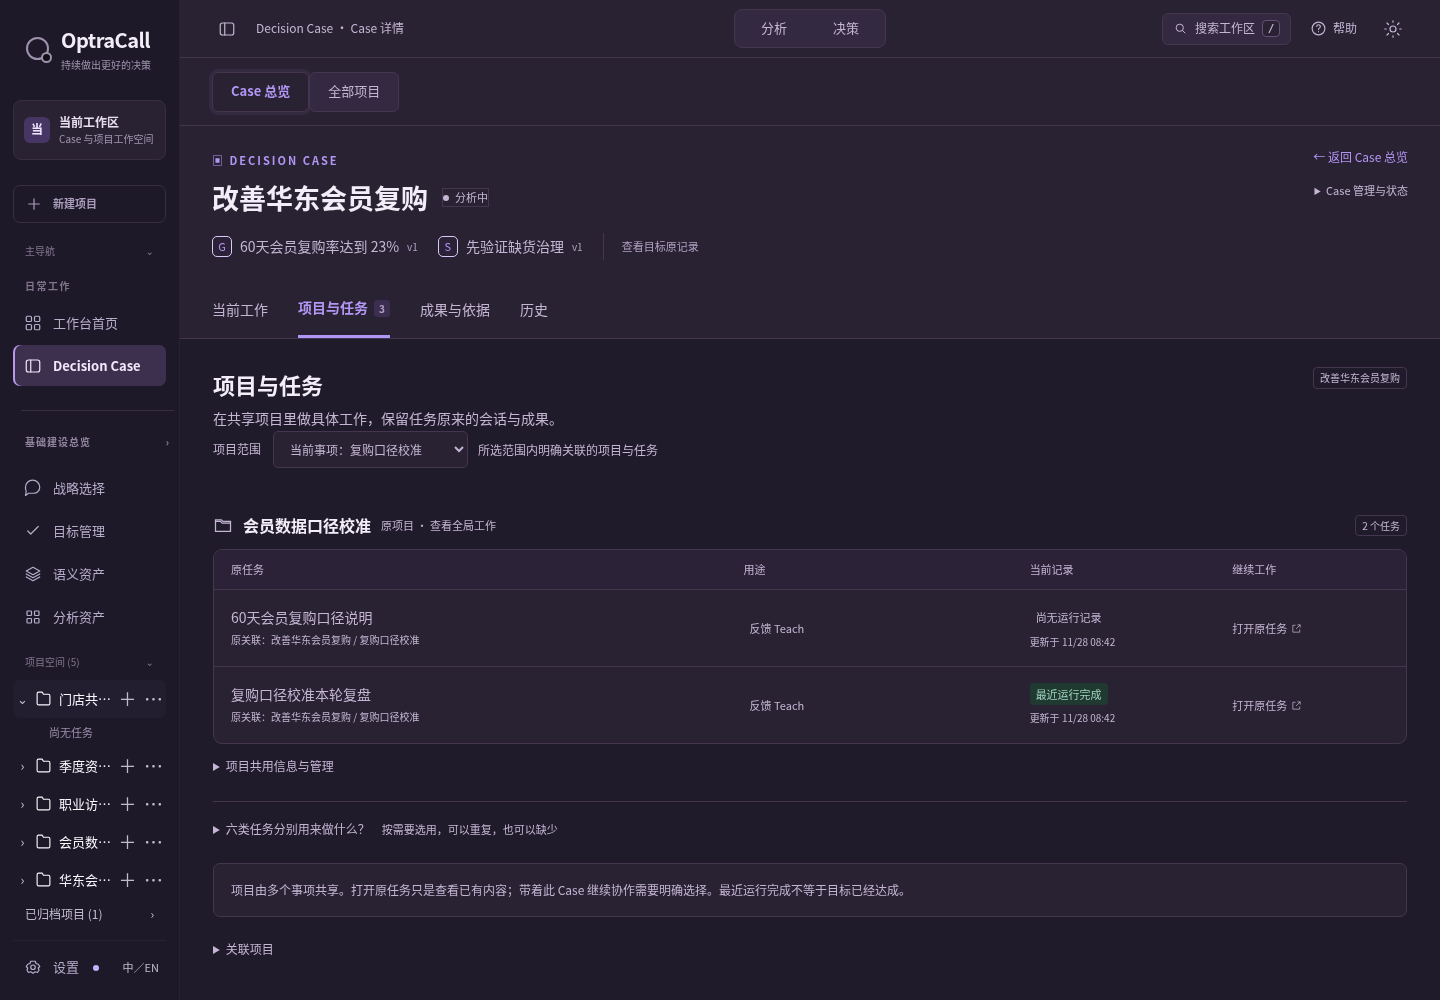 OptraCall
持续做出更好的决策
当 当前工作区
Case 与项目工作空间
新建项目
主导航
日常工作
工作台首页
Decision Case
基础建设总览
战略选择
目标管理
语义资产
分析资产
项目空间 (5)
门店共…
尚无任务
季度资…
职业访…
会员数…
华东会…
已归档项目 (1)
设置
中／EN
Decision Case · Case 详情
分析 决策
搜索工作区 /
帮助
Case 总览 全部项目
DECISION CASE
← 返回 Case 总览
改善华东会员复购 分析中
Case 管理与状态
G 60天会员复购率达到 23% v1 S 先验证缺货治理 v1 查看目标原记录
当前工作 项目与任务 3 成果与依据 历史
项目与任务
改善华东会员复购
在共享项目里做具体工作，保留任务原来的会话与成果。
项目范围 当前事项：复购口径校准 所选范围内明确关联的项目与任务
会员数据口径校准 原项目 · 查看全局工作 2 个任务
原任务 用途 当前记录 继续工作
60天会员复购口径说明
原关联：改善华东会员复购 / 复购口径校准
反馈 Teach
尚无运行记录
更新于 11/28 08:42
打开原任务
复购口径校准本轮复盘
原关联：改善华东会员复购 / 复购口径校准
反馈 Teach
最近运行完成
更新于 11/28 08:42
打开原任务
项目共用信息与管理
六类任务分别用来做什么？ 按需要选用，可以重复，也可以缺少
项目由多个事项共享。打开原任务只是查看已有内容；带着此 Case 继续协作需要明确选择。最近运行完成不等于目标已经达成。
关联项目